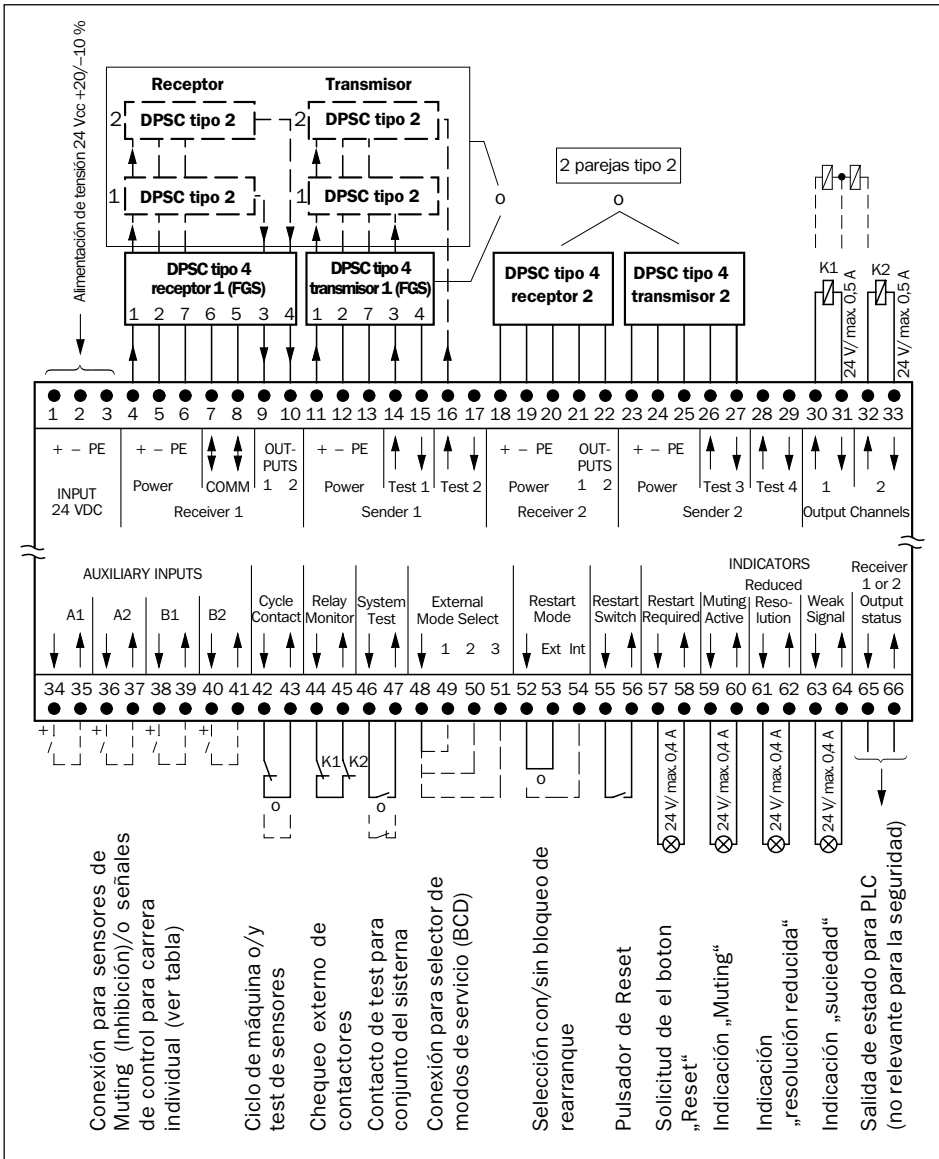 Alimentación de tensión 24 Vcc +20/–10 %
Receptor Transmisor
2 DPSC tipo 2 2 DPSC tipo 2
1 DPSC tipo 2 1 DPSC tipo 2
o
2 parejas tipo 2
o
DPSC tipo 4
receptor 1 (FGS)
1 2 7 6 5 3 4
DPSC tipo 4
transmisor 1 (FGS)
1 2 7 3 4
DPSC tipo 4
receptor 2
DPSC tipo 4
transmisor 2
K1
24 V/ max. 0,5 A
K2
24 V/ max. 0,5 A
1 2 3 4 5 6 7 8 9 10 11 12 13 14 15 16 17 18 19 20 21 22 23 24 25 26 27 28 29 30 31 32 33
+ – PE
INPUT
24 VDC
+ – PE
Power
COMM
OUT-
PUTS
1 2
Receiver 1
+ – PE
Power
Test 1
Test 2
Sender 1
+ – PE
Power
OUTPUTS
1 2
Receiver 2
+ – PE
Power
Test 3
Test 4
Sender 2
1 2
Output Channels
AUXILIARY INPUTS
A1 A2 B1 B2
Cycle
Contact
Relay
Monitor
System
Test
External
Mode Select
1 2 3
Restart
Mode
Ext Int
Restart
Switch
INDICATORS
Restart
Required
Muting
Active
Reduced
Reso-
lution
Weak
Signal
Receiver
1 or 2
Output
status
34 35 36 37 38 39 40 41 42 43 44 45 46 47 48 49 50 51 52 53 54 55 56 57 58 59 60 61 62 63 64 65 66
+ + + +
o
K1 K2
o
o
24 V/ max. 0,4 A
24 V/ max. 0,4 A
24 V/ max. 0,4 A
24 V/ max. 0,4 A
Conexión para sensores de
Muting (Inhibición)/o señales
de control para carrera
individual (ver tabla)
Ciclo de máquina o/y
test de sensores
Chequeo externo de
contactores
Contacto de test para
conjunto del sisterna
Conexión para selector de
modos de servicio (BCD)
Selección con/sin bloqueo de
rearranque
Pulsador de Reset
Solicitud de el boton
„Reset“
Indicación „Muting“
Indicación
„resolución reducida“
Indicación „suciedad“
Salida de estado para PLC
(no relevante para la seguridad)